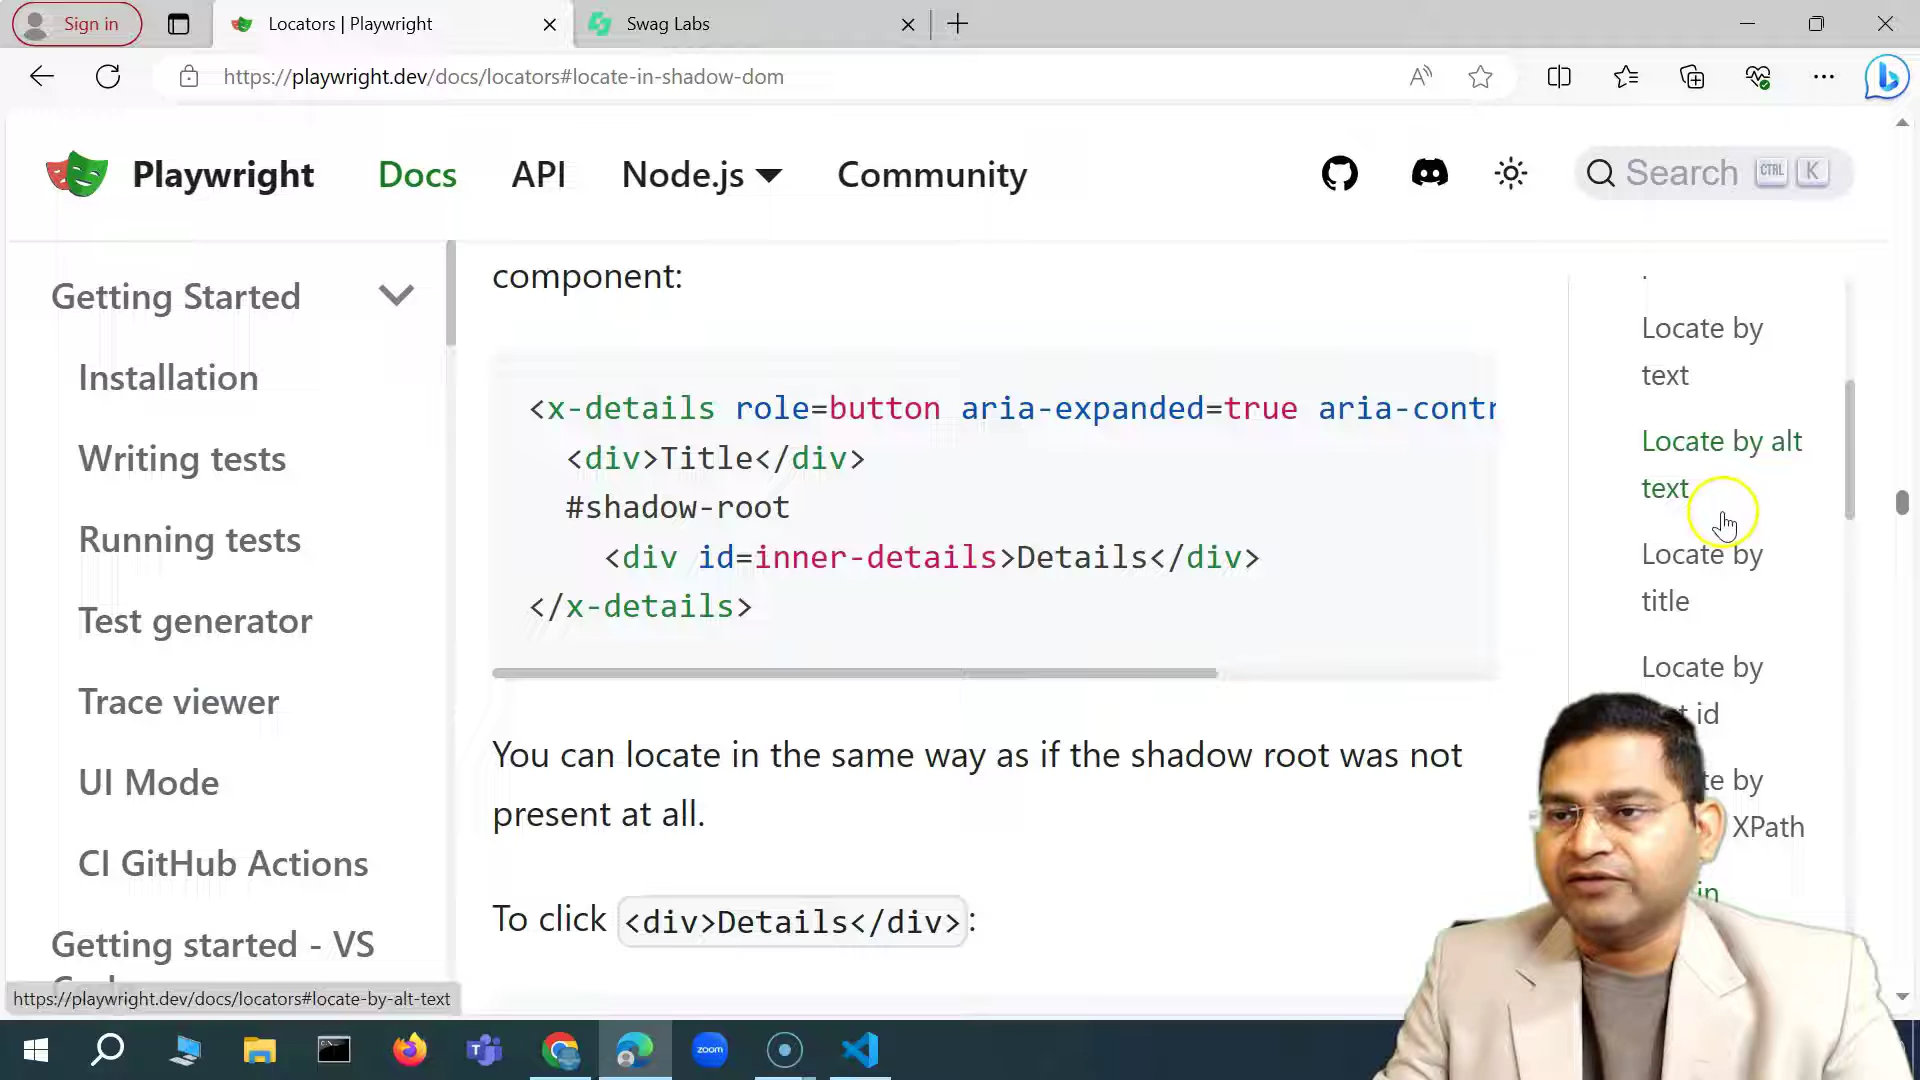 Sign in
Locators | Playwright
Swag Labs
https://playwright.dev/docs/locators#locate-in-shadow-dom
Playwright
Docs
API
Node.js
Community
Search
CTRL
K
Getting Started
Installation
Writing tests
Running tests
Test generator
Trace viewer
UI Mode
CI GitHub Actions
Getting started - VS
component:
<x-details role=button aria-expanded=true aria-contr
<div>Title</div>
#shadow-root
<div id=inner-details>Details</div>
</x-details>
You can locate in the same way as if the shadow root was not
present at all.
To click <div>Details</div>:
Locate by
text
Locate by alt
text
Locate by
title
Locate by
id
by
XPath
in
https://playwright.dev/docs/locators#locate-by-alt-text
zoom